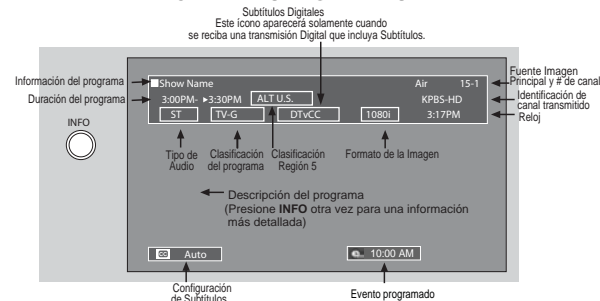 Subtítulos Digitales
Este ícono aparecerá solamente cuando
se reciba una transmisión Digital que incluya Subtítulos.
Información del programa
Show Name
Air 15-1
Fuente Imagen
Principal y # de canal
Duración del programa
3:00PM- ►3:30PM
ALT U.S.
KPBS-HD
Identificación de
canal transmitido
ST
TV-G
DTvCC
1080i
3:17PM
Reloj
INFO
Tipo de
Audio
Clasificación
del programa
Clasificación
Región 5
Formato de la Imagen
Descripción del programa
(Presione INFO otra vez para una información
más detallada)
CC Auto
10:00 AM
Configuración
de Subtítulos
Evento programado